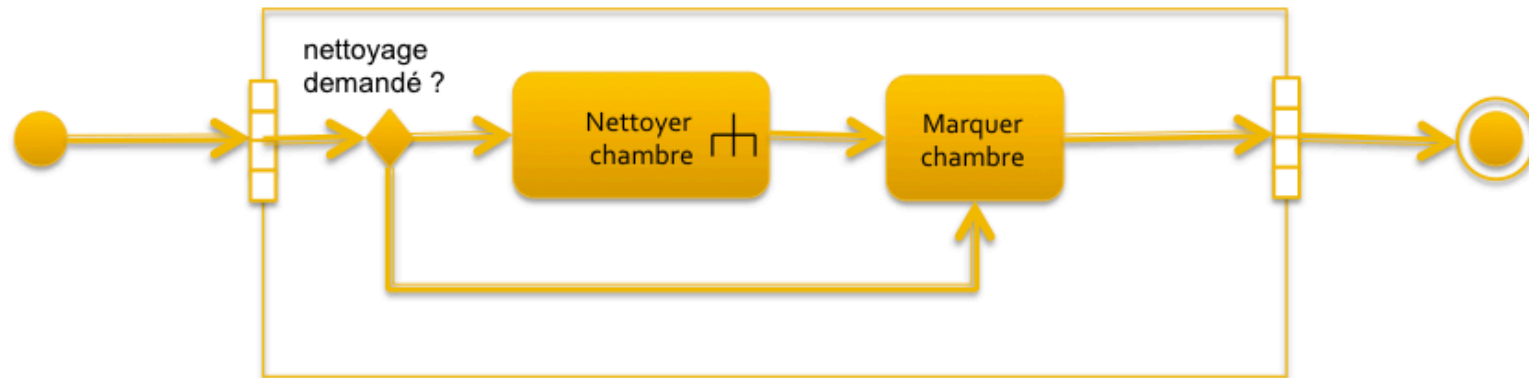 nettoyage
demandé ?
Nettoyer
chambre
Marquer
chambre